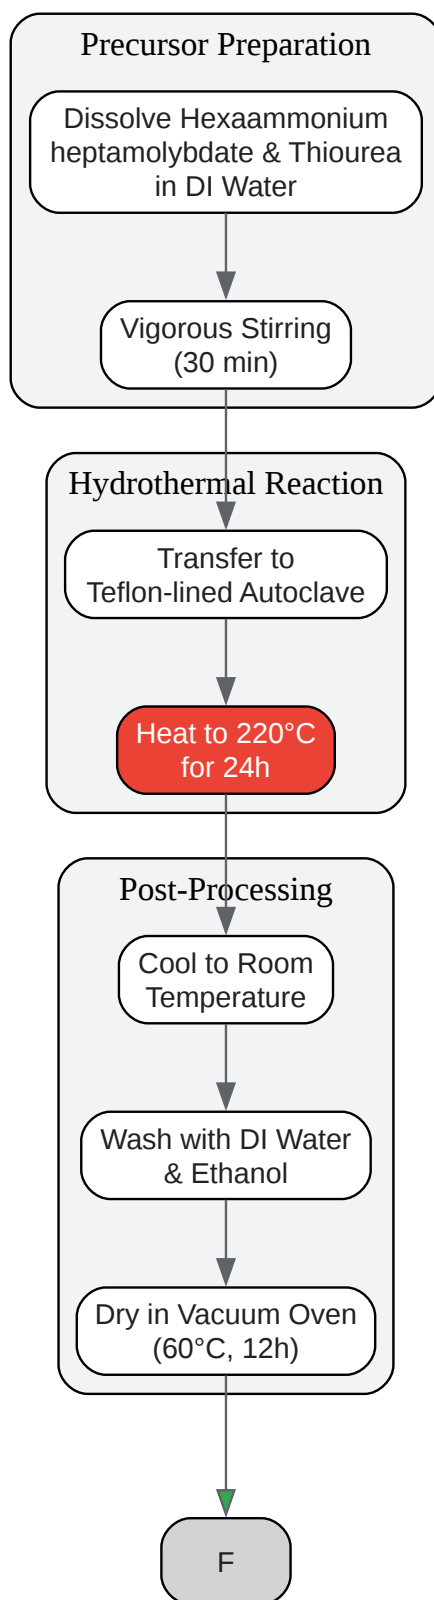 Precursor Preparation
Dissolve Hexaammonium
heptamolybdate & Thiourea
in DI Water
Vigorous Stirring
(30 min)
Hydrothermal Reaction
Transfer to
Teflon-lined Autoclave
Heat to 220°C
for 24h
Post-Processing
Cool to Room
Temperature
Wash with DI Water
& Ethanol
Dry in Vacuum Oven
(60°C, 12h)
F